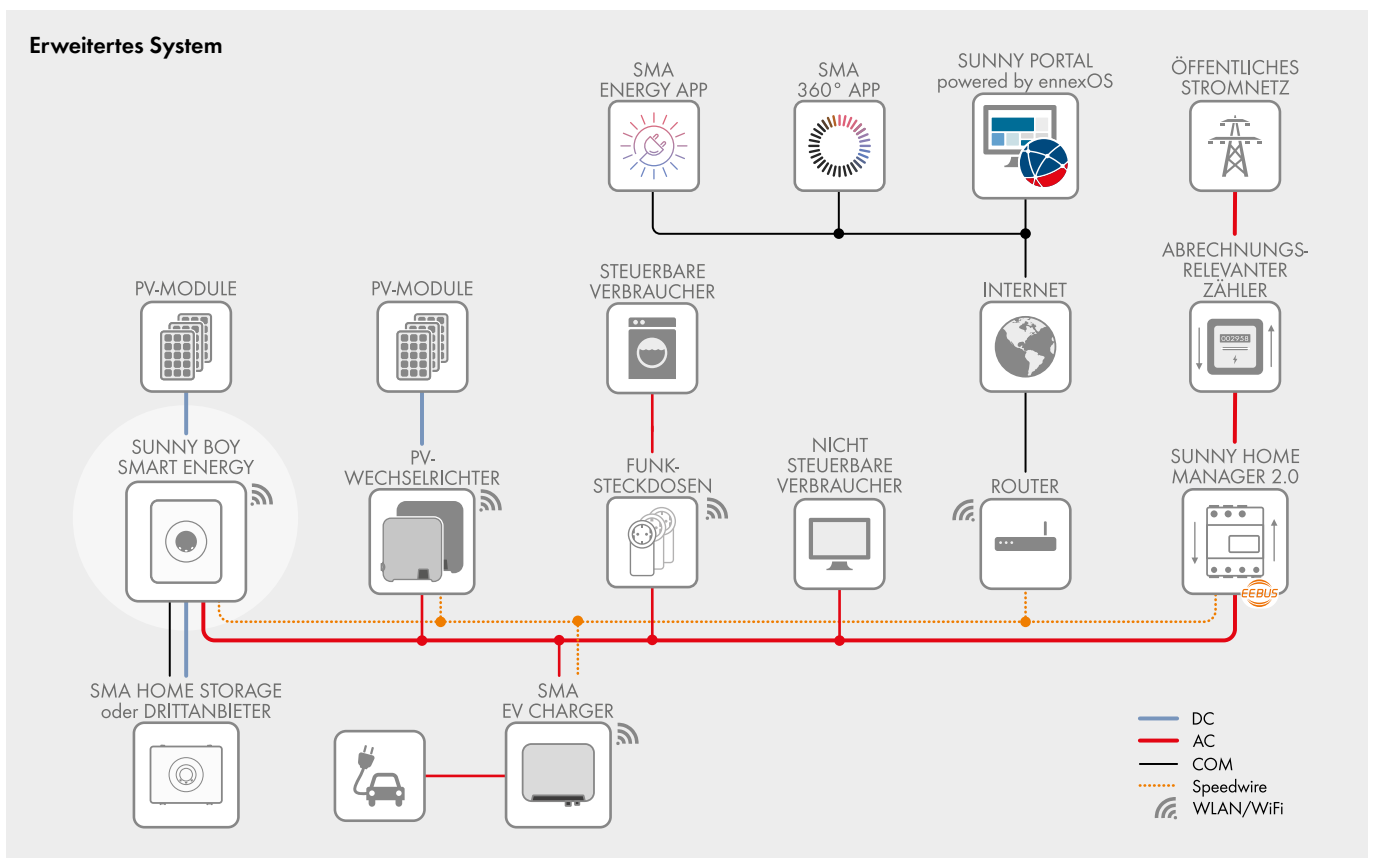 Erweitertes System
SMA
ENERGY APP
SMA
360° APP
SUNNY PORTAL
powered by ennexOS
ÖFFENTLICHES
STROMNETZ
PV-MODULE
PV-MODULE
STEUERBARE
VERBRAUCHER
INTERNET
ABRECHNUNGS-
RELEVANTER
ZÄHLER
002958
SUNNY BOY
SMART ENERGY
PV-
WECHSELRICHTER
FUNK-
STECKDOSEN
NICHT
STEUERBARE
VERBRAUCHER
ROUTER
SUNNY HOME
MANAGER 2.0
EEBUS
SMA HOME STORAGE
oder DRITTANBIETER
SMA
EV CHARGER
DC
AC
COM
Speedwire
WLAN/WiFi